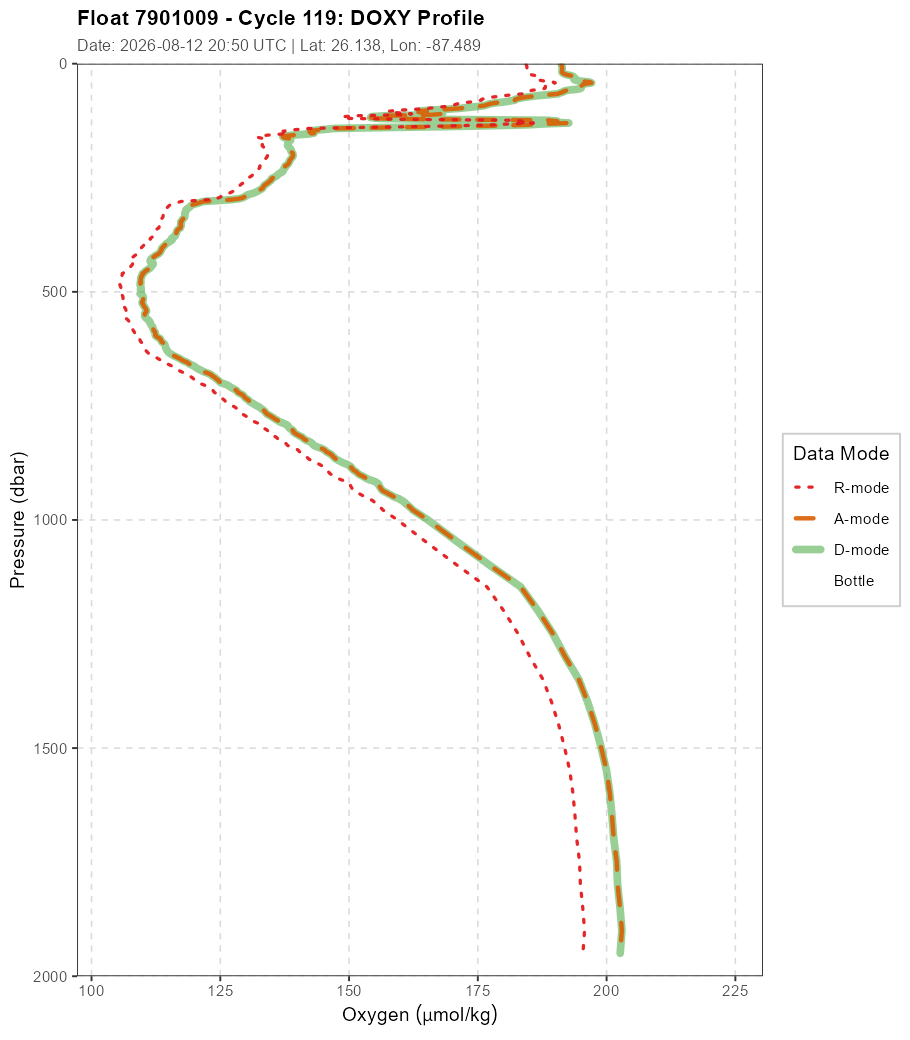 Float 7901009 - Cycle 119: DOXY Profile
Date: 2026-08-12 20:50 UTC | Lat: 26.138, Lon: -87.489
0
500
1000
1500
2000
Pressure (dbar)
100
125
150
175
200
225
Oxygen (μmol/kg)
Data Mode
R-mode
A-mode
D-mode
Bottle